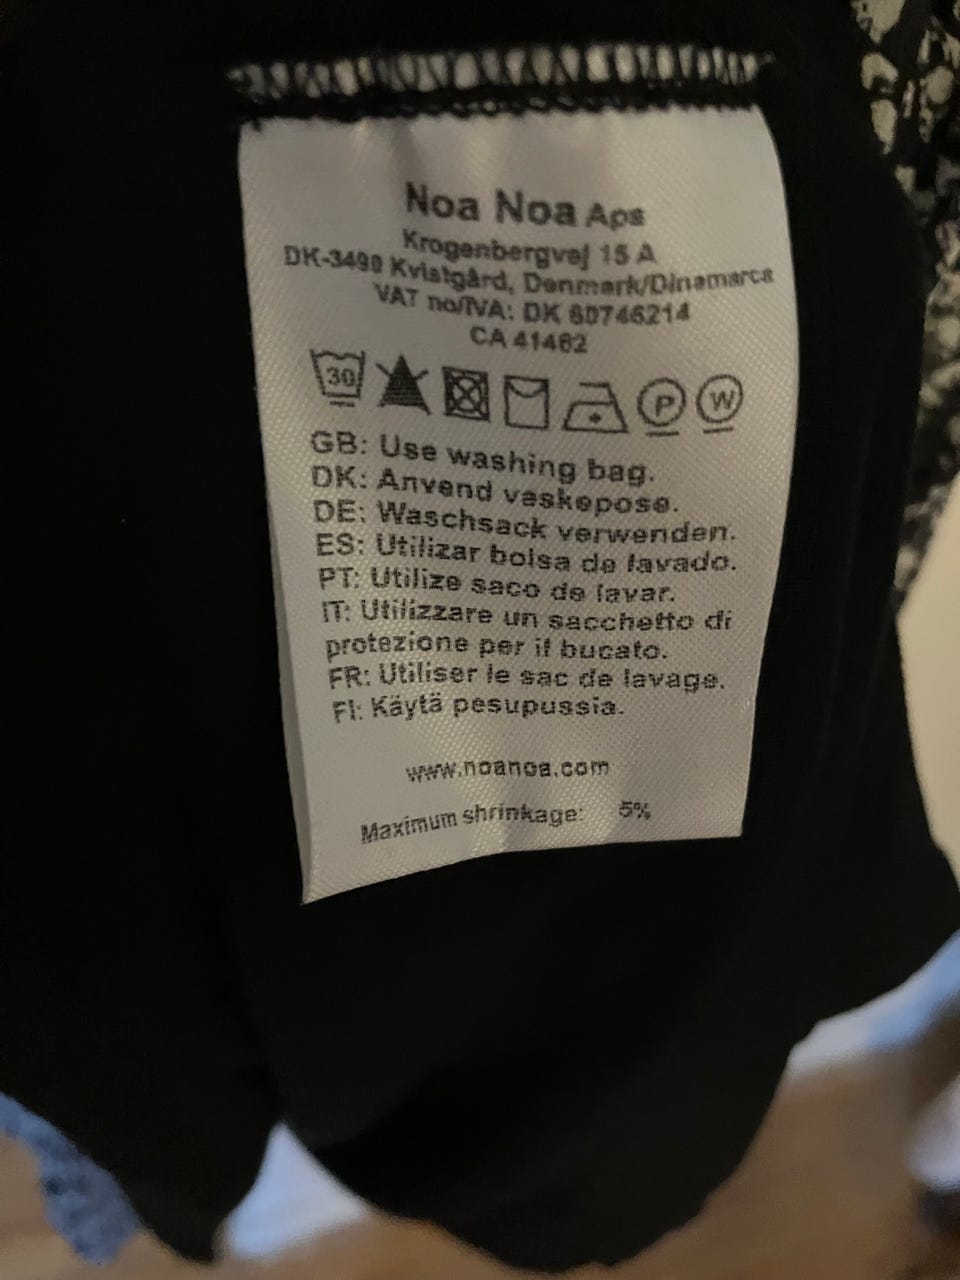 Noa Noa Aps
Krogenbergvej 15 A
DK-3490 Kvistgård, Denmark/Dinamarca
VAT no/IVA: DK 60746214
CA 41462
30 P W
GB: Use washing bag.
DK: Anvend vaskepose.
DE: Waschsack verwenden.
ES: Utilizar bolsa de lavado.
PT: Utilize saco de lavar.
IT: Utilizzare un sacchetto di
protezione per il bucato.
FR: Utiliser le sac de lavage.
FI: Käytä pesupussia.
www.noanoa.com
Maximum shrinkage: 5%